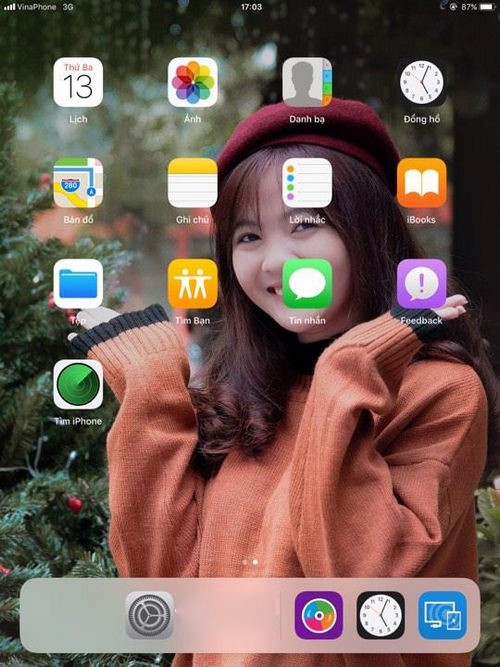 VinaPhone 3G 17:03 87%
Thứ Ba
13
Lịch Ảnh Danh bạ Đồng hồ
280
Bản đồ Ghi chú Lời nhắc iBooks
Tệp Tìm Bạn Tin nhắn Feedback
Tìm iPhone